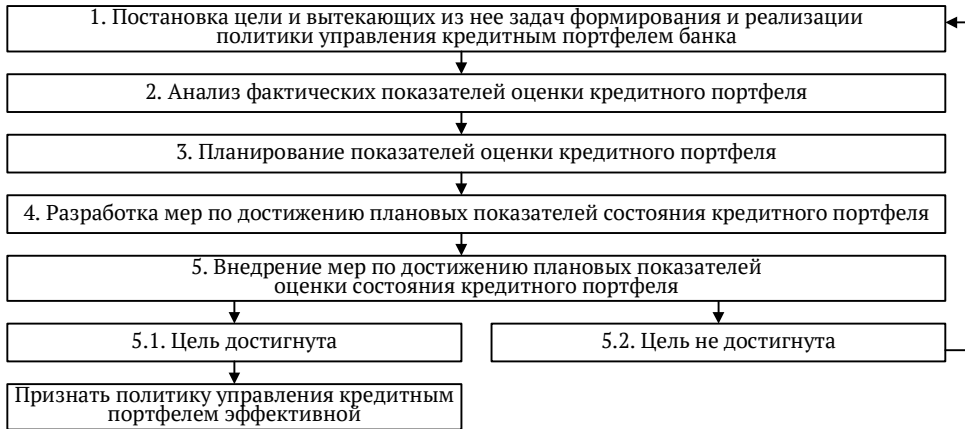 1. Постановка цели и вытекающих из нее задач формирования и реализации
политики управления кредитным портфелем банка
2. Анализ фактических показателей оценки кредитного портфеля
3. Планирование показателей оценки кредитного портфеля
4. Разработка мер по достижению плановых показателей состояния кредитного портфеля
5. Внедрение мер по достижению плановых показателей
оценки состояния кредитного портфеля
5.1. Цель достигнута
5.2. Цель не достигнута
Признать политику управления кредитным
портфелем эффективной